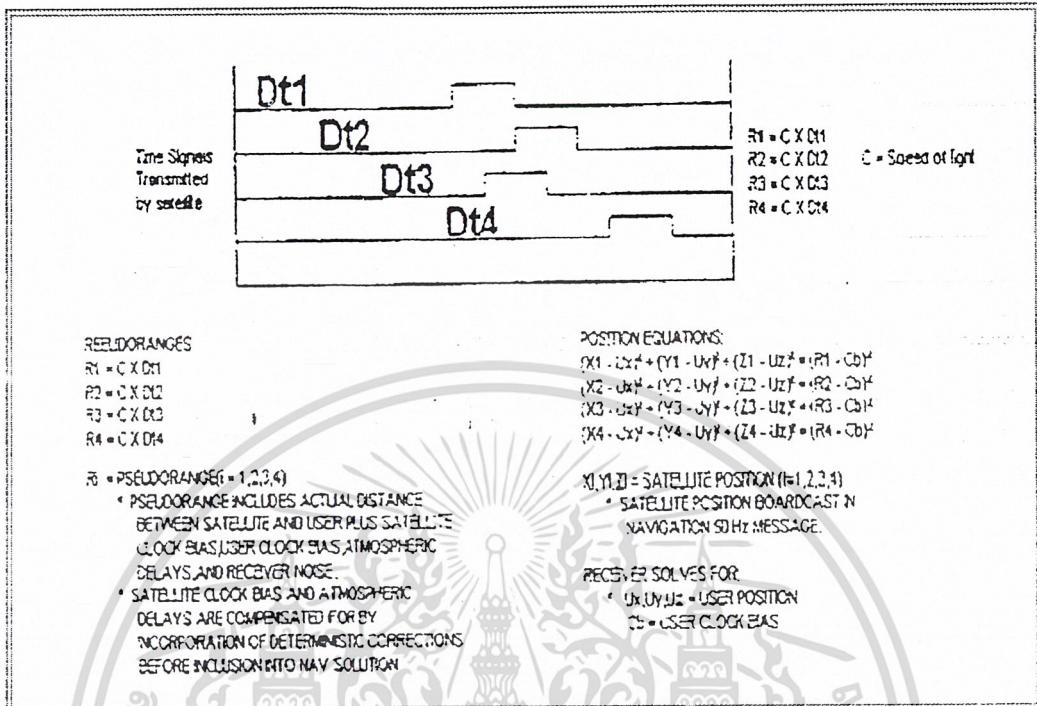 Dt1
Dt2
Dt3
Dt4
Time Signals
Transmitted
by satellite
R1 = C X Dt1
R2 = C X Dt2
R3 = C X Dt3
R4 = C X Dt4
C = Speed of light
R1 = C X Dt1
R2 = C X Dt2
R3 = C X Dt3
R4 = C X Dt4
Ri = PSEUDORANGE(i = 1,2,3,4)
* PSEUDORANGE INCLUDES ACTUAL DISTANCE
BETWEEN SATELLITE AND USER PLUS SATELLITE
CLOCK BIAS,USER CLOCK BIAS,ATMOSPHERIC
DELAYS,AND RECEIVER NOISE.
* SATELLITE CLOCK BIAS AND ATMOSPHERIC
DELAYS ARE COMPENSATED FOR BY
INCORPORATION OF DETERMINISTIC CORRECTIONS
BEFORE INCLUSION INTO NAV SOLUTION
POSITION EQUATIONS:
(X1 - Ux)² + (Y1 - Uy)² + (Z1 - Uz)² = (R1 - Cb)²
(X2 - Ux)² + (Y2 - Uy)² + (Z2 - Uz)² = (R2 - Cb)²
(X3 - Ux)² + (Y3 - Uy)² + (Z3 - Uz)² = (R3 - Cb)²
(X4 - Ux)² + (Y4 - Uy)² + (Z4 - Uz)² = (R4 - Cb)²
Xi,Yi,Zi = SATELLITE POSITION (i=1,2,3,4)
* SATELLITE POSITION BOARDCAST IN
NAVIGATION 50 Hz MESSAGE.
RECEIVER SOLVES FOR
* Ux,Uy,Uz = USER POSITION
Cb = USER CLOCK BIAS